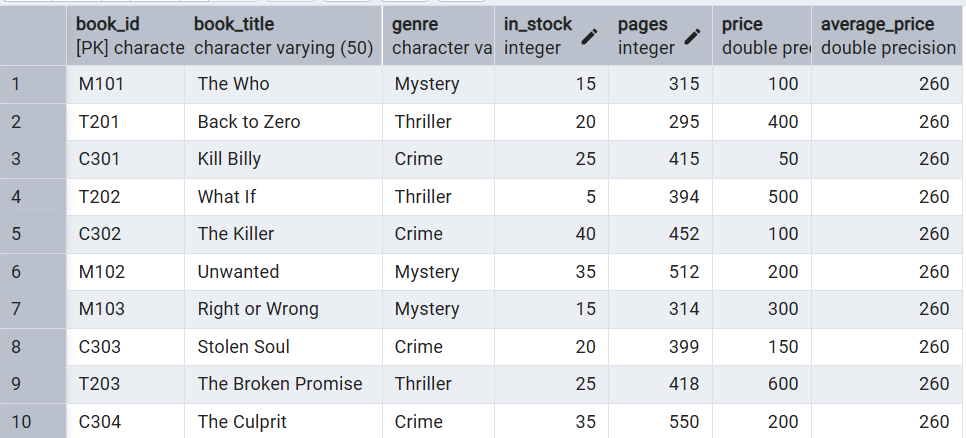 book_id book_title genre in_stock pages price average_price
[PK] characte character varying (50) character va integer integer double pre double precision
1 M101 The Who Mystery 15 315 100 260
2 T201 Back to Zero Thriller 20 295 400 260
3 C301 Kill Billy Crime 25 415 50 260
4 T202 What If Thriller 5 394 500 260
5 C302 The Killer Crime 40 452 100 260
6 M102 Unwanted Mystery 35 512 200 260
7 M103 Right or Wrong Mystery 15 314 300 260
8 C303 Stolen Soul Crime 20 399 150 260
9 T203 The Broken Promise Thriller 25 418 600 260
10 C304 The Culprit Crime 35 550 200 260